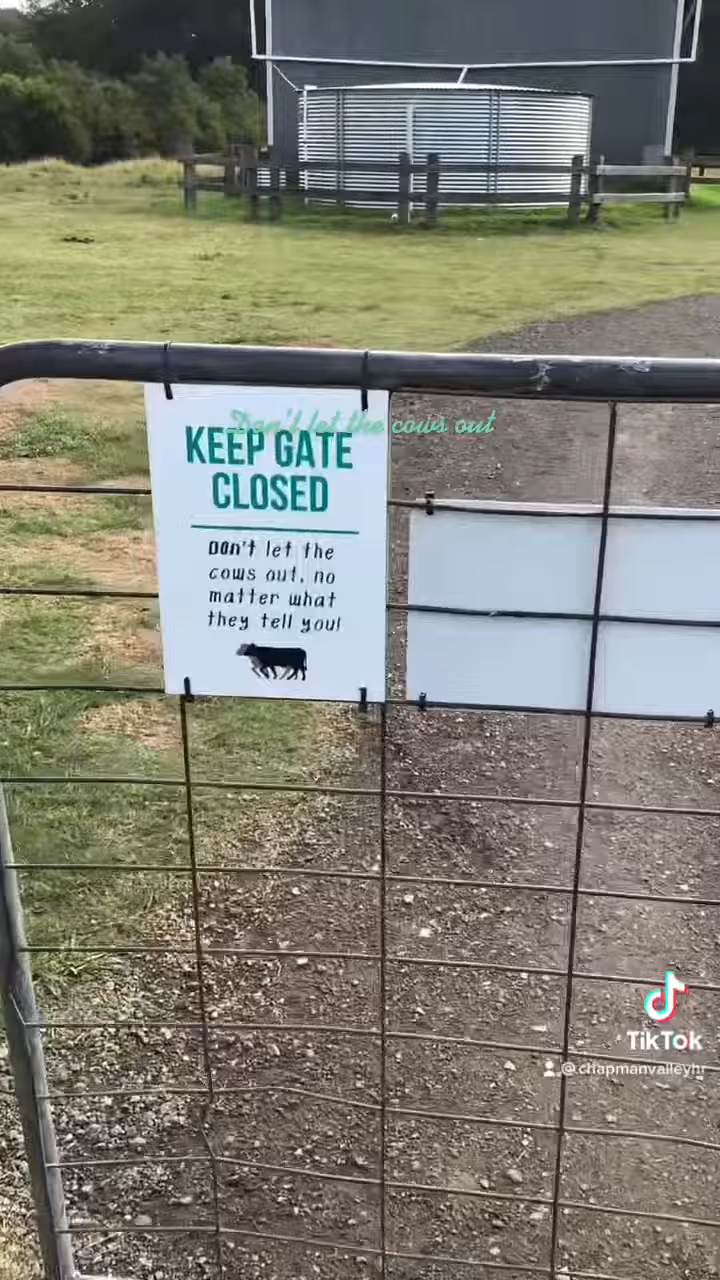 Don't let the cows out
KEEP GATE
CLOSED
Don't let the
cows out, no
matter what
they tell you!
TikTok
@chapmanvalleyhr